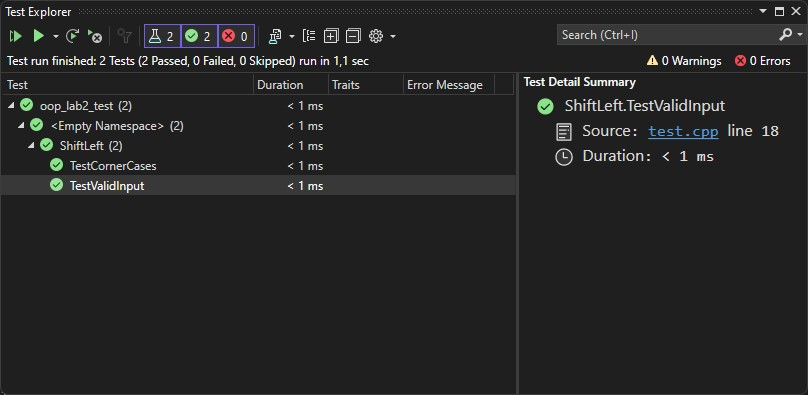 Test Explorer
2 2 0
Search (Ctrl+I)
Test run finished: 2 Tests (2 Passed, 0 Failed, 0 Skipped) run in 1,1 sec
0 Warnings 0 Errors
Test Duration Traits Error Message
oop_lab2_test (2) < 1 ms
<Empty Namespace> (2) < 1 ms
ShiftLeft (2) < 1 ms
TestCornerCases < 1 ms
TestValidInput < 1 ms
Test Detail Summary
ShiftLeft.TestValidInput
Source: test.cpp line 18
Duration: < 1 ms